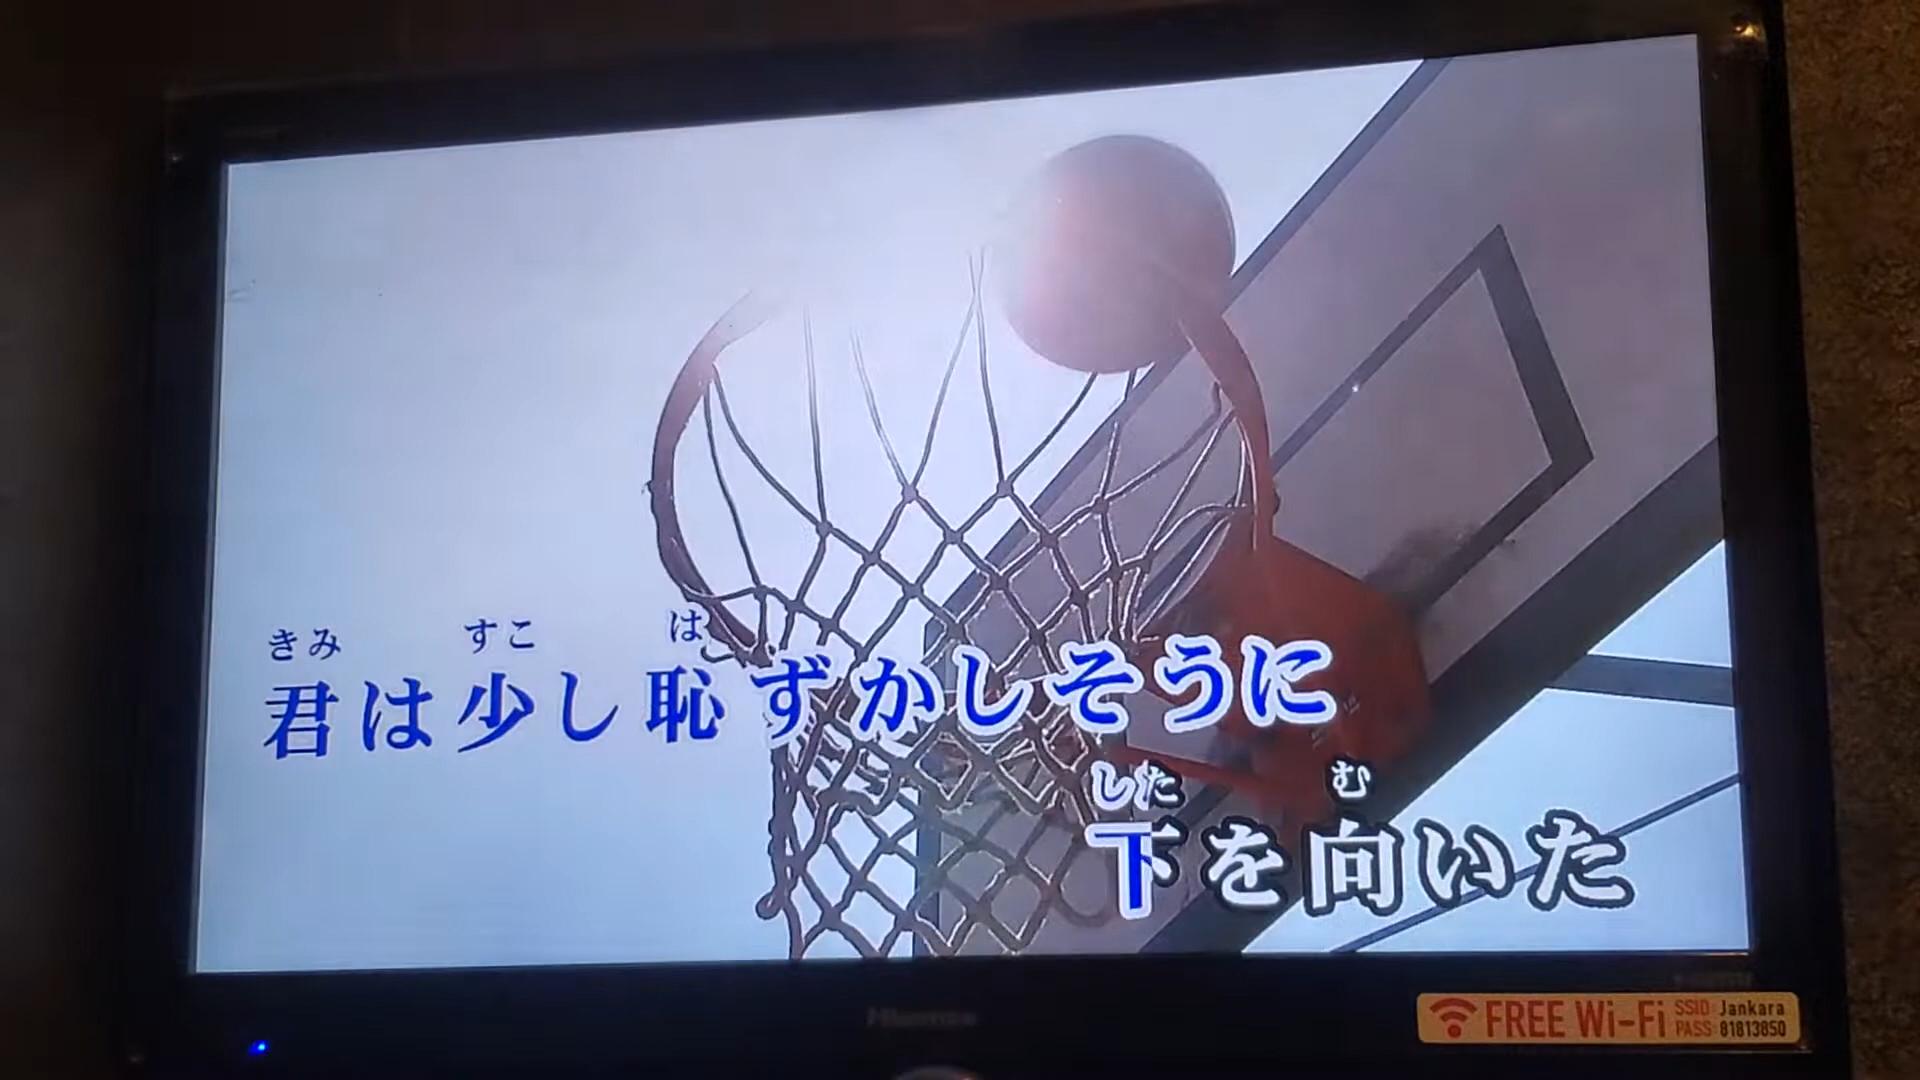 きみ すこ は
君は少し恥ずかしそうに
した む
下を向いた
Hisense
FREE Wi-Fi SSID Jankara
PASS 81813850